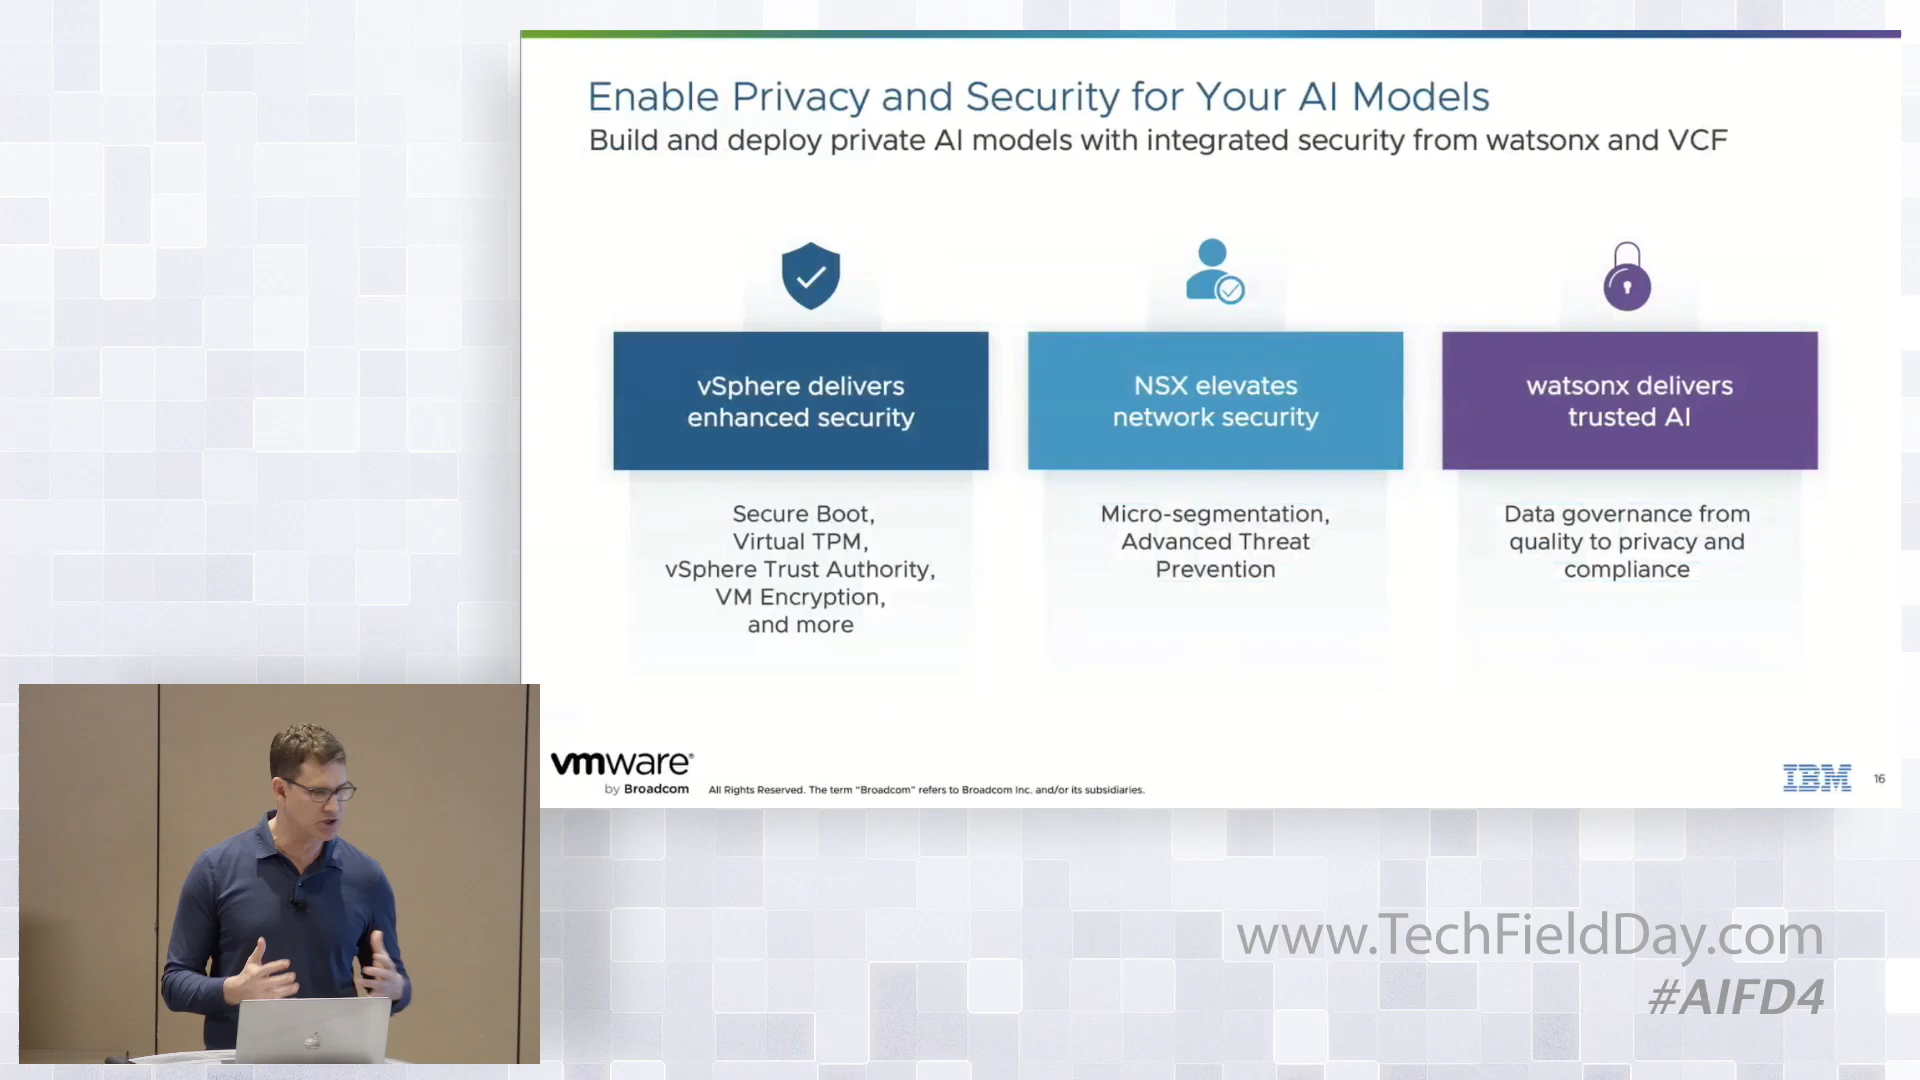 Enable Privacy and Security for Your AI Models
Build and deploy private AI models with integrated security from watsonx and VCF
vSphere delivers
enhanced security
Secure Boot,
Virtual TPM,
vSphere Trust Authority,
VM Encryption,
and more
NSX elevates
network security
Micro-segmentation,
Advanced Threat
Prevention
watsonx delivers
trusted AI
Data governance from
quality to privacy and
compliance
vmware®
by Broadcom
All Rights Reserved. The term "Broadcom" refers to Broadcom Inc. and/or its subsidiaries.
IBM
16
www.TechFieldDay.com
#AIFD4